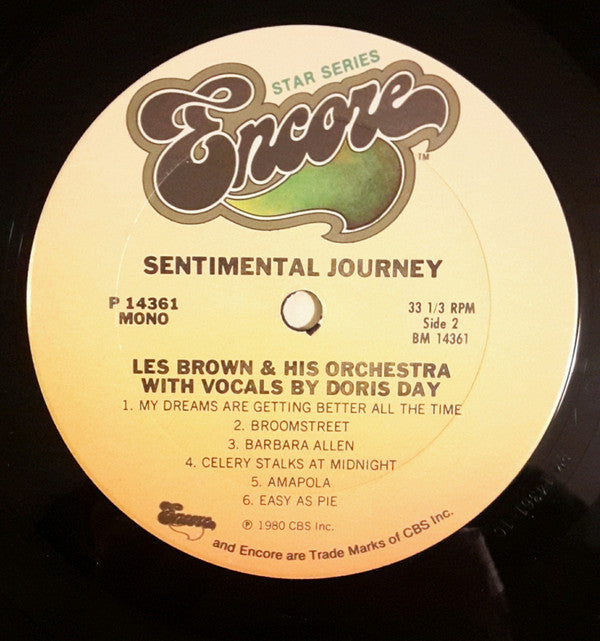 STAR SERIES
Encore
TM
SENTIMENTAL JOURNEY
P 14361
MONO
33 1/3 RPM
Side 2
BM 14361
LES BROWN & HIS ORCHESTRA
WITH VOCALS BY DORIS DAY
1. MY DREAMS ARE GETTING BETTER ALL THE TIME
2. BROOMSTREET
3. BARBARA ALLEN
4. CELERY STALKS AT MIDNIGHT
5. AMAPOLA
6. EASY AS PIE
℗ 1980 CBS Inc.
Encore
and Encore are Trade Marks of CBS Inc.